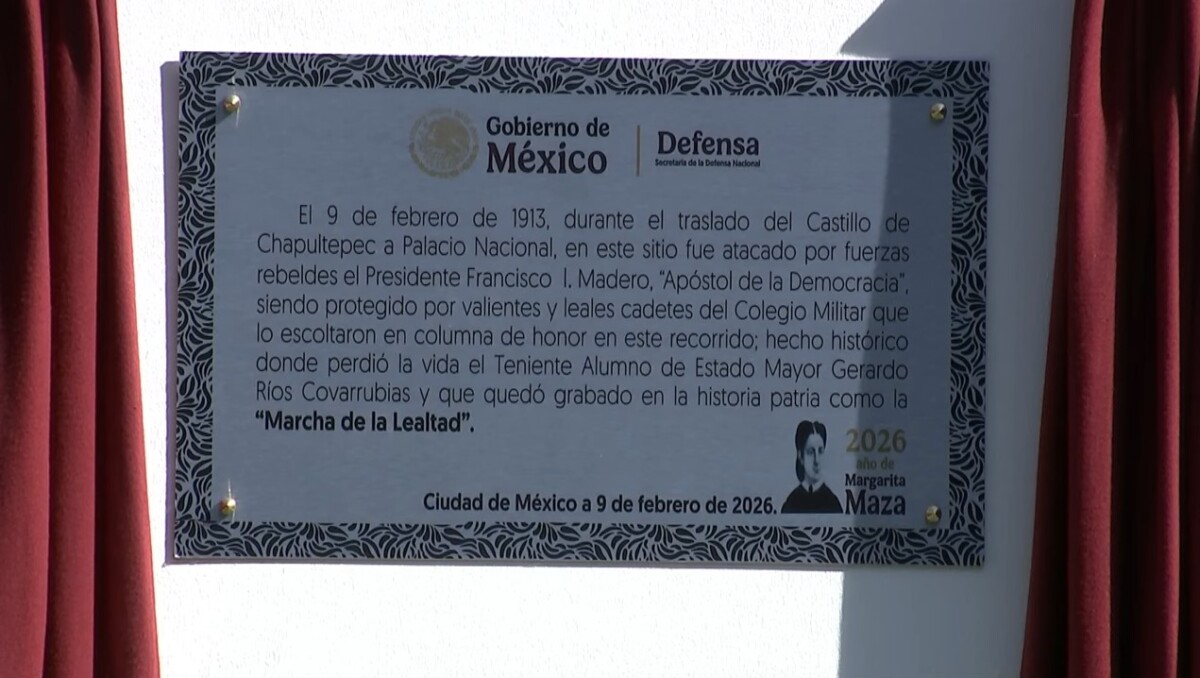 Gobierno de
México
Defensa
Secretaría de la Defensa Nacional
El 9 de febrero de 1913, durante el traslado del Castillo de
Chapultepec a Palacio Nacional, en este sitio fue atacado por fuerzas
rebeldes el Presidente Francisco I. Madero, "Apóstol de la Democracia",
siendo protegido por valientes y leales cadetes del Colegio Militar que
lo escoltaron en columna de honor en este recorrido; hecho histórico
donde perdió la vida el Teniente Alumno de Estado Mayor Gerardo
Ríos Covarrubias y que quedó grabado en la historia patria como la
“Marcha de la Lealtad”.
Ciudad de México a 9 de febrero de 2026.
2026
año de
Margarita
Maza